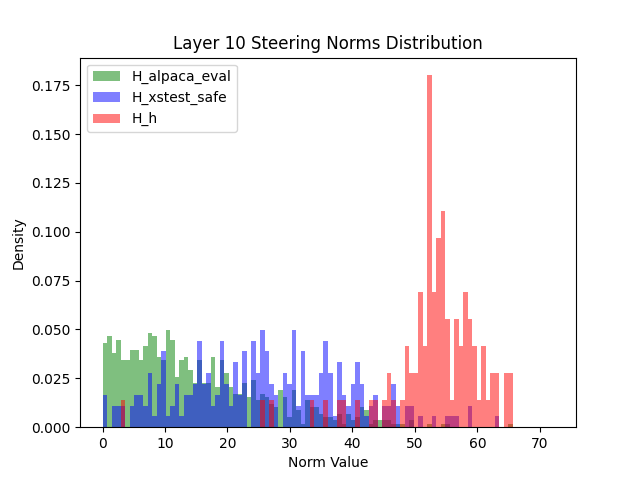 Layer 10 Steering Norms Distribution
H_alpaca_eval
H_xstest_safe
H_h
Density
0.175
0.150
0.125
0.100
0.075
0.050
0.025
0.000
0 10 20 30 40 50 60 70
Norm Value